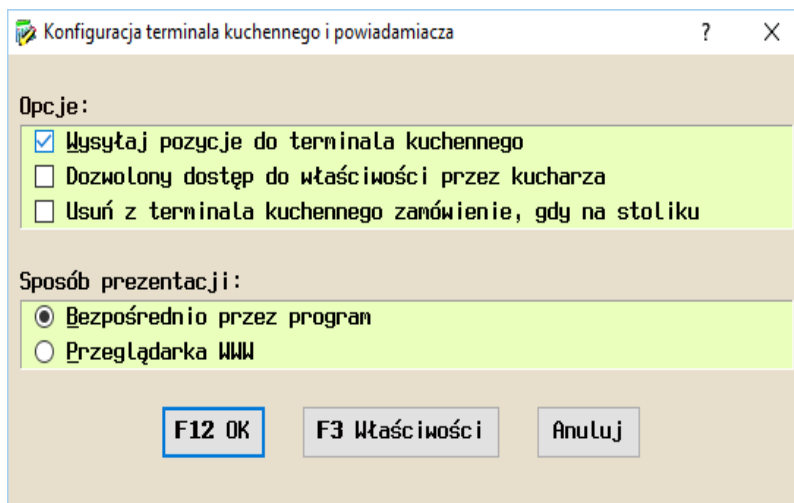 Konfiguracja terminala kuchennego i powiadamiacza ? X
Opcje:
Wysyłaj pozycje do terminala kuchennego
Dozwolony dostęp do właściwości przez kucharza
Usuń z terminala kuchennego zamówienie, gdy na stoliku
Sposób prezentacji:
Bezpośrednio przez program
Przeglądarka WWW
F12 OK F3 Właściwości Anuluj